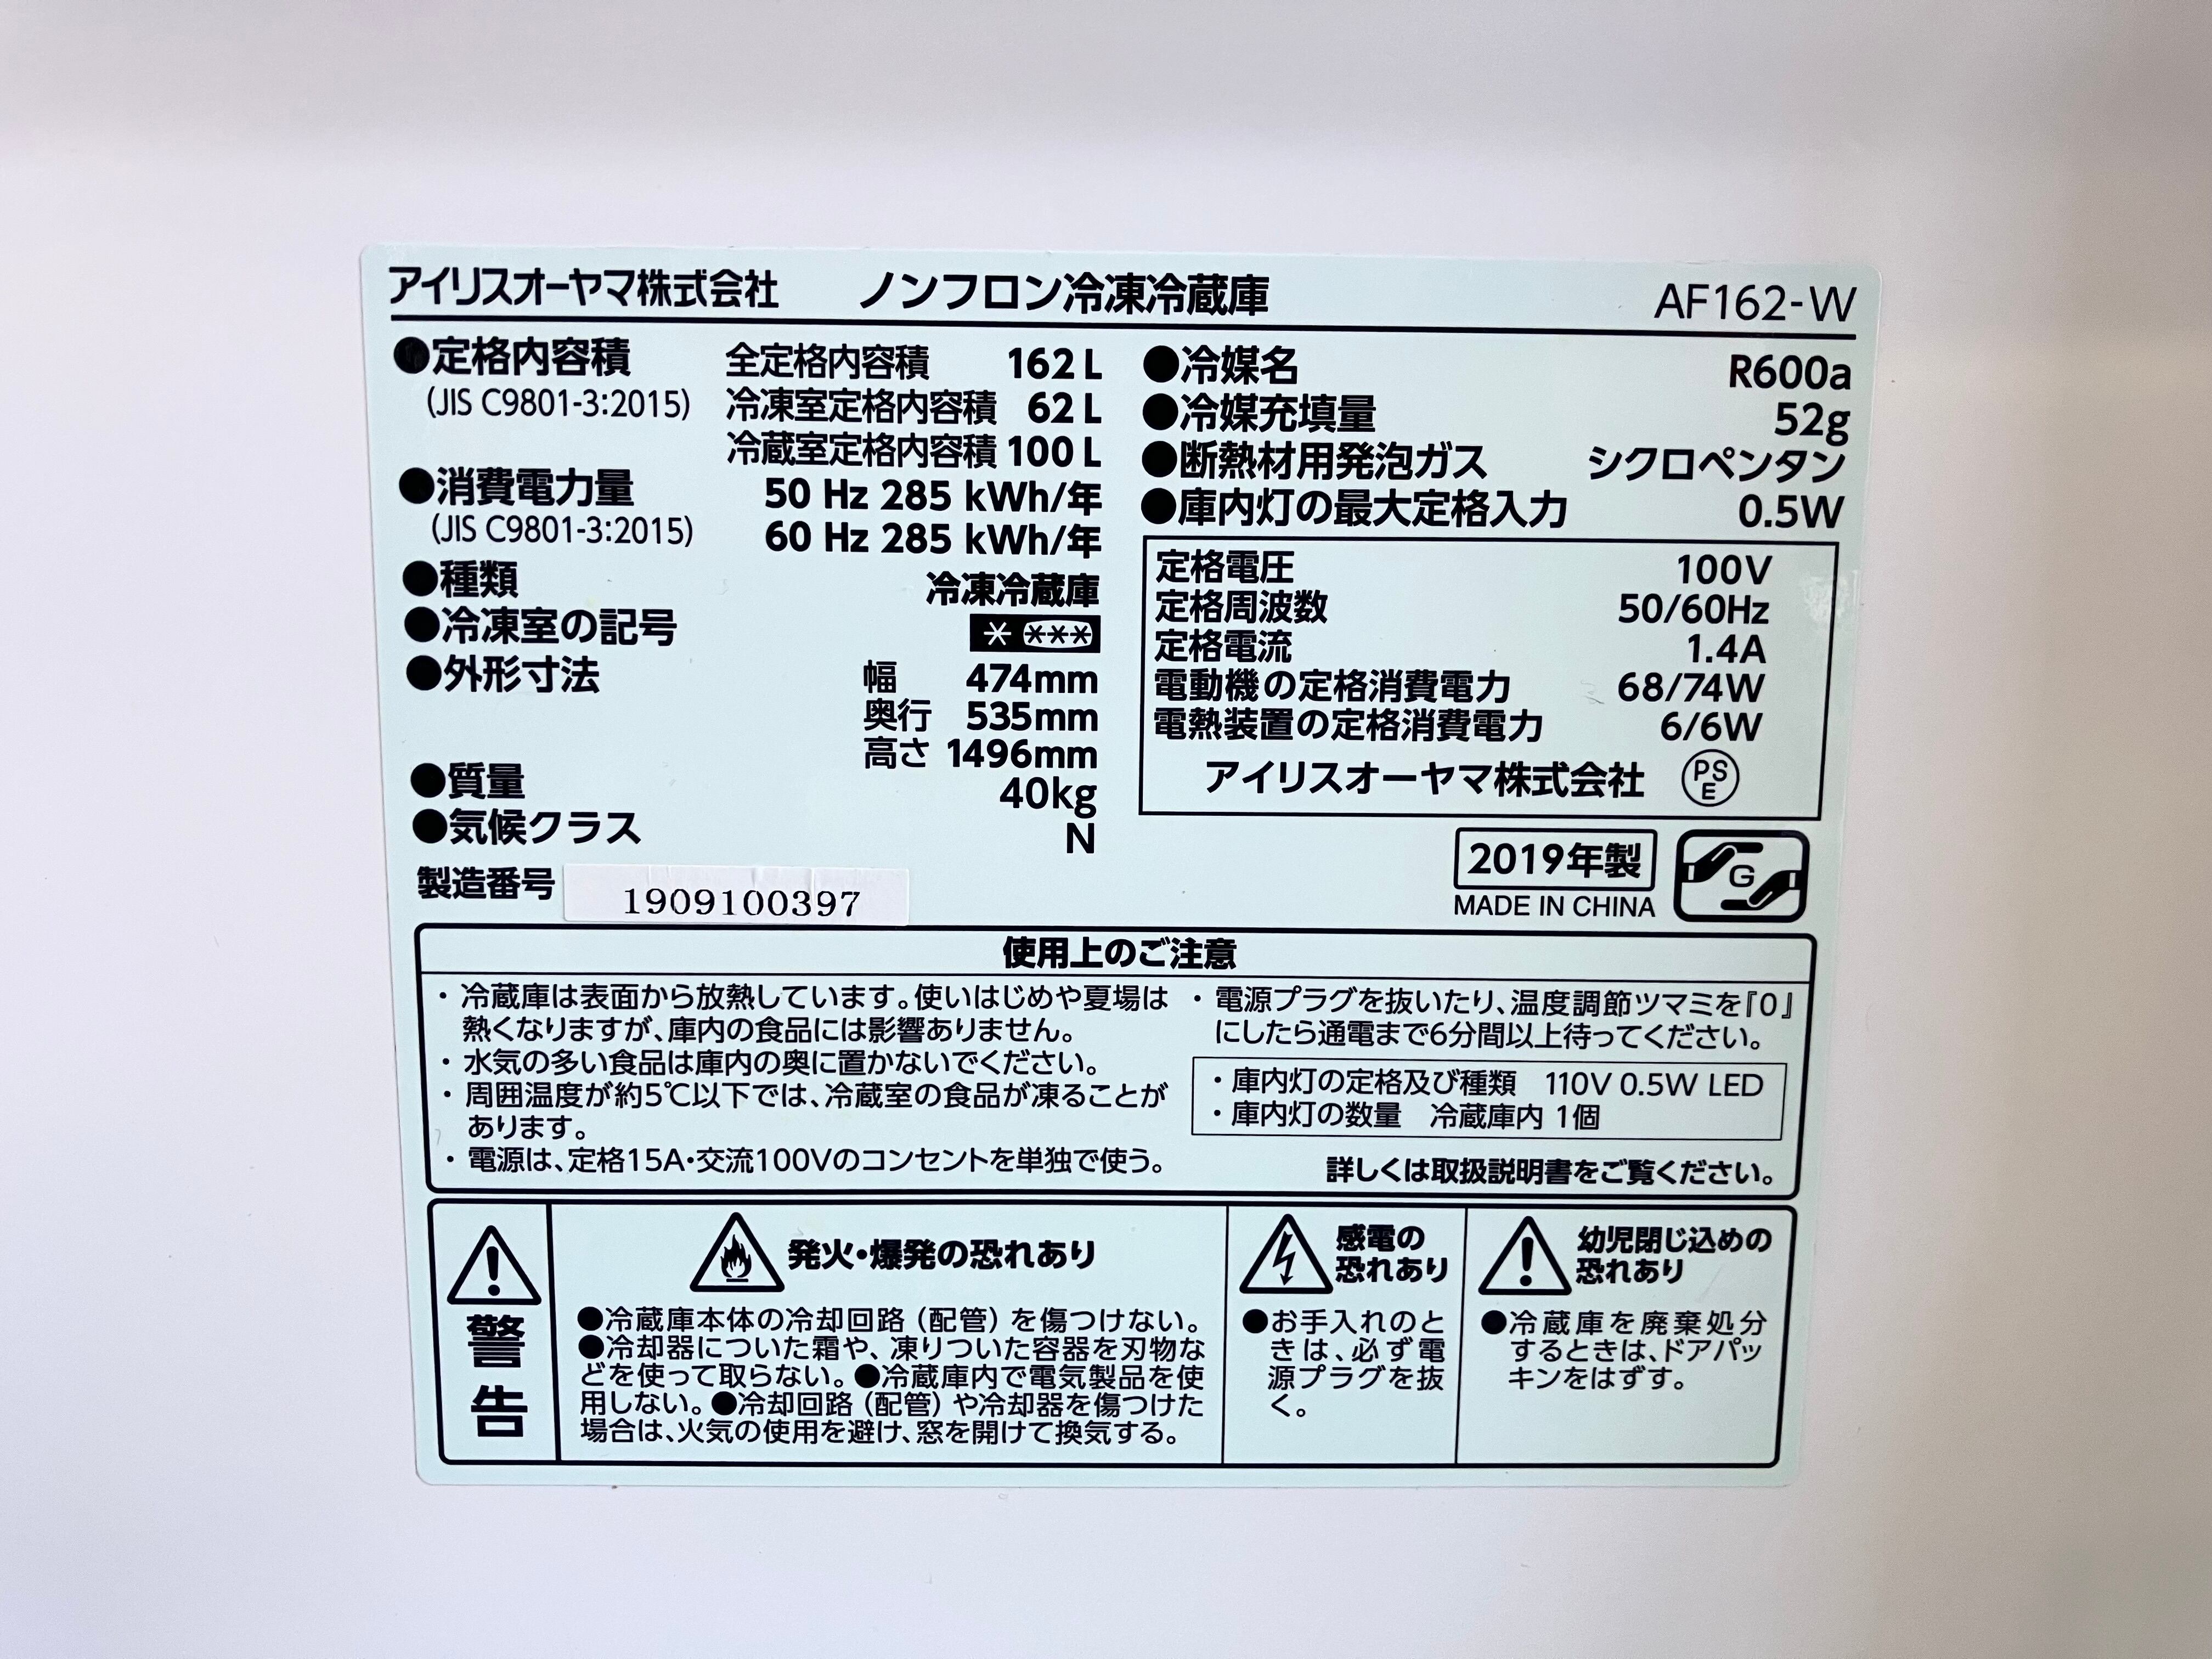 アイリスオーヤマ株式会社 ノンフロン冷凍冷蔵庫 AF162-W
●定格内容積 全定格内容積 162 L
(JIS C9801-3:2015) 冷凍室定格内容積 62 L
冷蔵室定格内容積 100 L
●消費電力量 50 Hz 285 kWh/年
(JIS C9801-3:2015) 60 Hz 285 kWh/年
●種類 冷凍冷蔵庫
●冷凍室の記号 * ***
●外形寸法 幅 474mm
奥行 535mm
高さ 1496mm
●質量 40kg
●気候クラス N
製造番号 1909100397
●冷媒名 R600a
●冷媒充填量 52g
●断熱材用発泡ガス シクロペンタン
●庫内灯の最大定格入力 0.5W
定格電圧 100V
定格周波数 50/60Hz
定格電流 1.4A
電動機の定格消費電力 68/74W
電熱装置の定格消費電力 6/6W
アイリスオーヤマ株式会社 PS
E
2019年製
MADE IN CHINA
G
使用上のご注意
・冷蔵庫は表面から放熱しています。使いはじめや夏場は
熱くなりますが、庫内の食品には影響ありません。
・水気の多い食品は庫内の奥に置かないでください。
・周囲温度が約5℃以下では、冷蔵室の食品が凍ることが
あります。
・電源は、定格15A・交流100Vのコンセントを単独で使う。
・電源プラグを抜いたり、温度調節ツマミを『0』
にしたら通電まで6分間以上待ってください。
・庫内灯の定格及び種類 110V 0.5W LED
・庫内灯の数量 冷蔵庫内 1個
詳しくは取扱説明書をご覧ください。
警告
発火・爆発の恐れあり
●冷蔵庫本体の冷却回路（配管）を傷つけない。
●冷却器についた霜や、凍りついた容器を刃物な
どを使って取らない。●冷蔵庫内で電気製品を使
用しない。●冷却回路（配管）や冷却器を傷つけた
場合は、火気の使用を避け、窓を開けて換気する。
感電の
恐れあり
●お手入れのと
きは、必ず電
源プラグを抜
く。
幼児閉じ込めの
恐れあり
●冷蔵庫を廃棄処分
するときは、ドアパッ
キンをはずす。